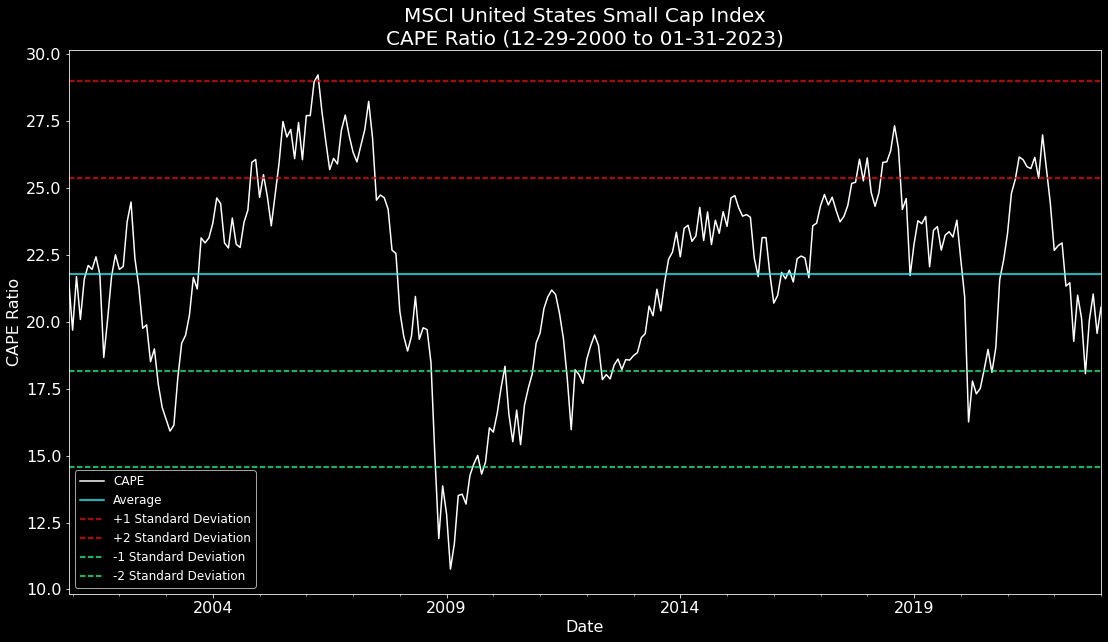 MSCI United States Small Cap Index
CAPE Ratio (12-29-2000 to 01-31-2023)
30.0
27.5
25.0
22.5
20.0
17.5
15.0
12.5
10.0
CAPE Ratio
CAPE
Average
+1 Standard Deviation
+2 Standard Deviation
-1 Standard Deviation
-2 Standard Deviation
2004 2009 2014 2019
Date